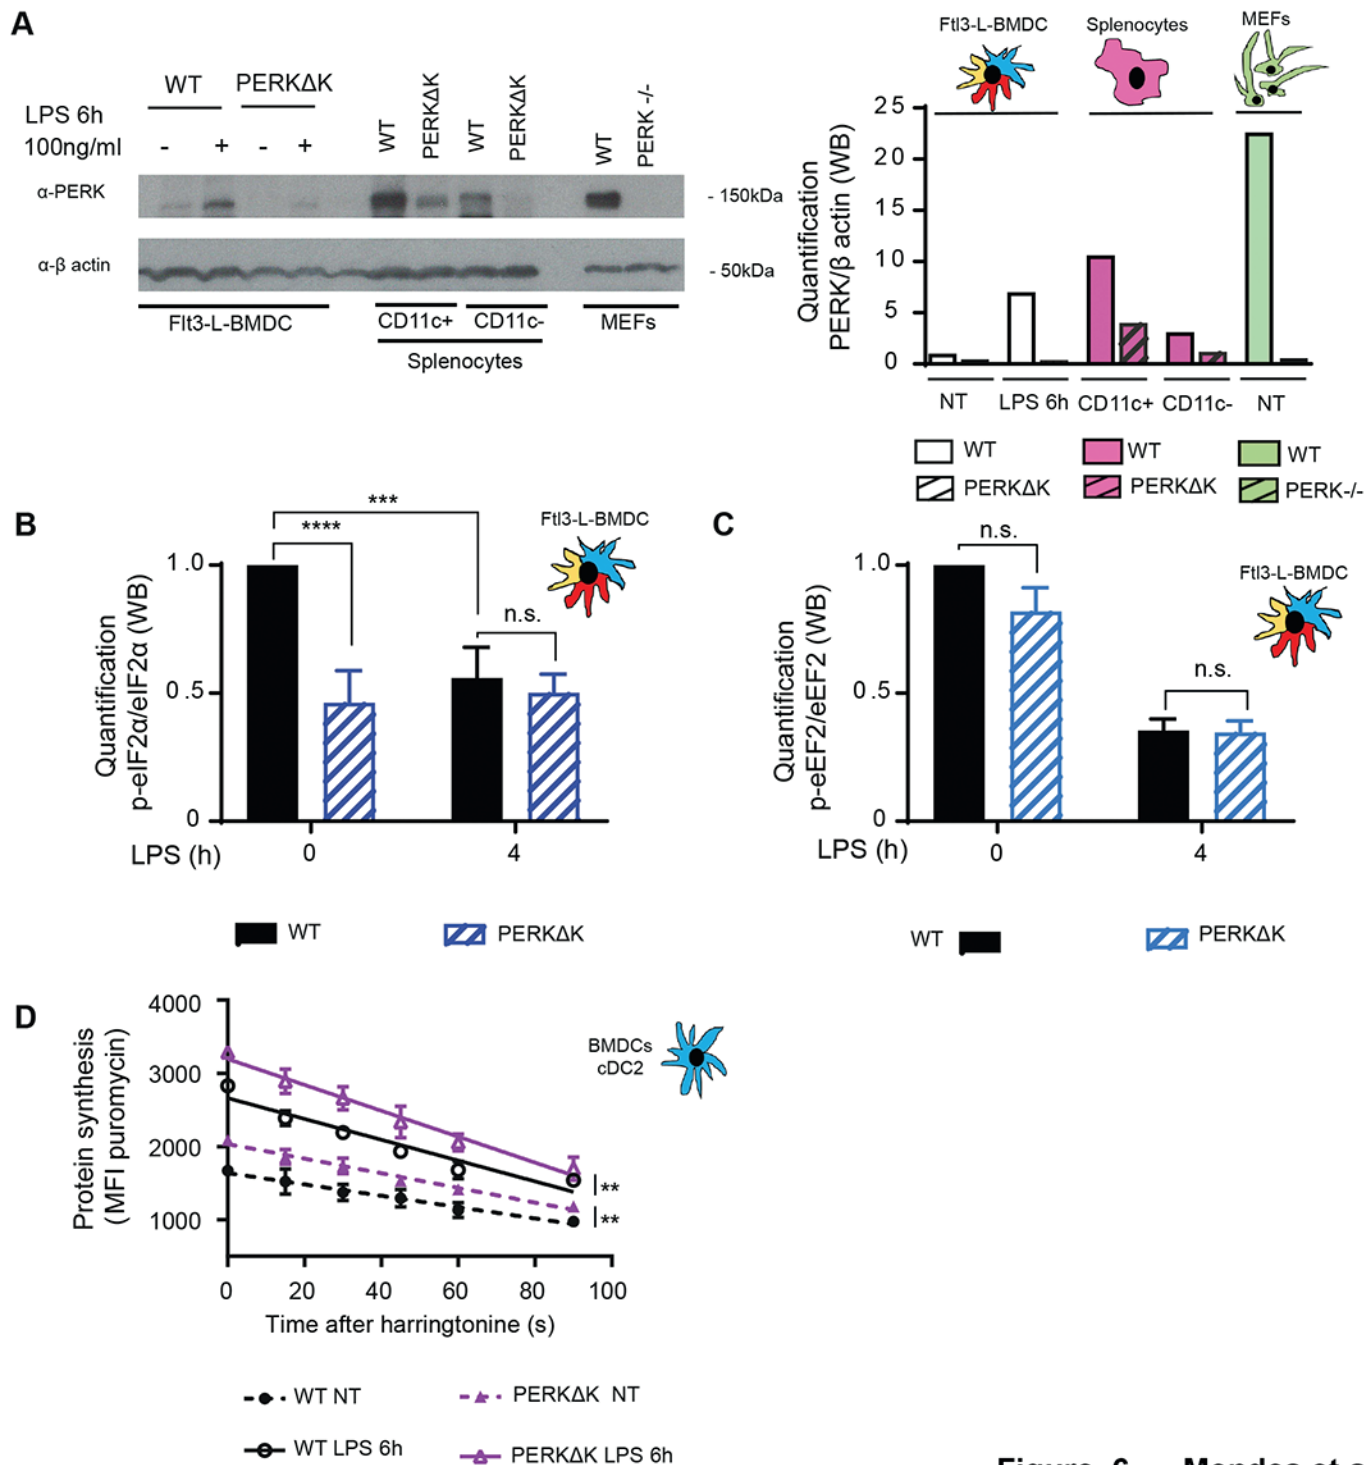 A
WT PERKΔK
LPS 6h
100ng/ml - + - +
WT PERKΔK WT PERKΔK WT PERK -/-
α-PERK - 150kDa
α-β actin - 50kDa
Flt3-L-BMDC CD11c+ CD11c- MEFs
Splenocytes
Ftl3-L-BMDC Splenocytes MEFs
Quantification
PERK/β actin (WB)
25
20
15
10
5
0
NT LPS 6h CD11c+ CD11c- NT
WT WT WT
PERKΔK PERKΔK PERK-/-
B
***
**** Ftl3-L-BMDC
n.s.
Quantification
p-eIF2α/eIF2α (WB)
1.0
0.5
0
LPS (h) 0 4
WT PERKΔK
C
n.s.
Ftl3-L-BMDC
n.s.
Quantification
p-eEF2/eEF2 (WB)
1.0
0.5
0
LPS (h) 0 4
WT PERKΔK
D
Protein synthesis
(MFI puromycin)
4000
3000
2000
1000
BMDCs
cDC2
**
**
0 20 40 60 80 100
Time after harringtonine (s)
WT NT PERKΔK NT
WT LPS 6h PERKΔK LPS 6h